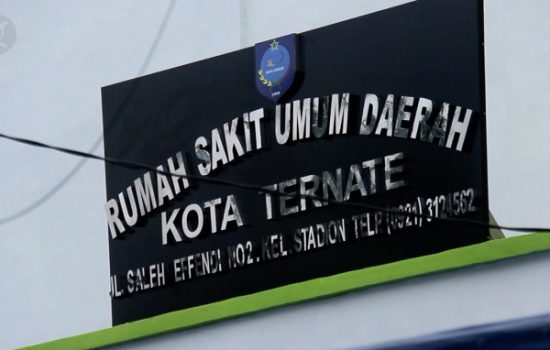 RUMAH SAKIT UMUM DAERAH
KOTA TERNATE
JL. SALEH EFFENDI NO2. KEL. STADION TELP (0921) 3124562